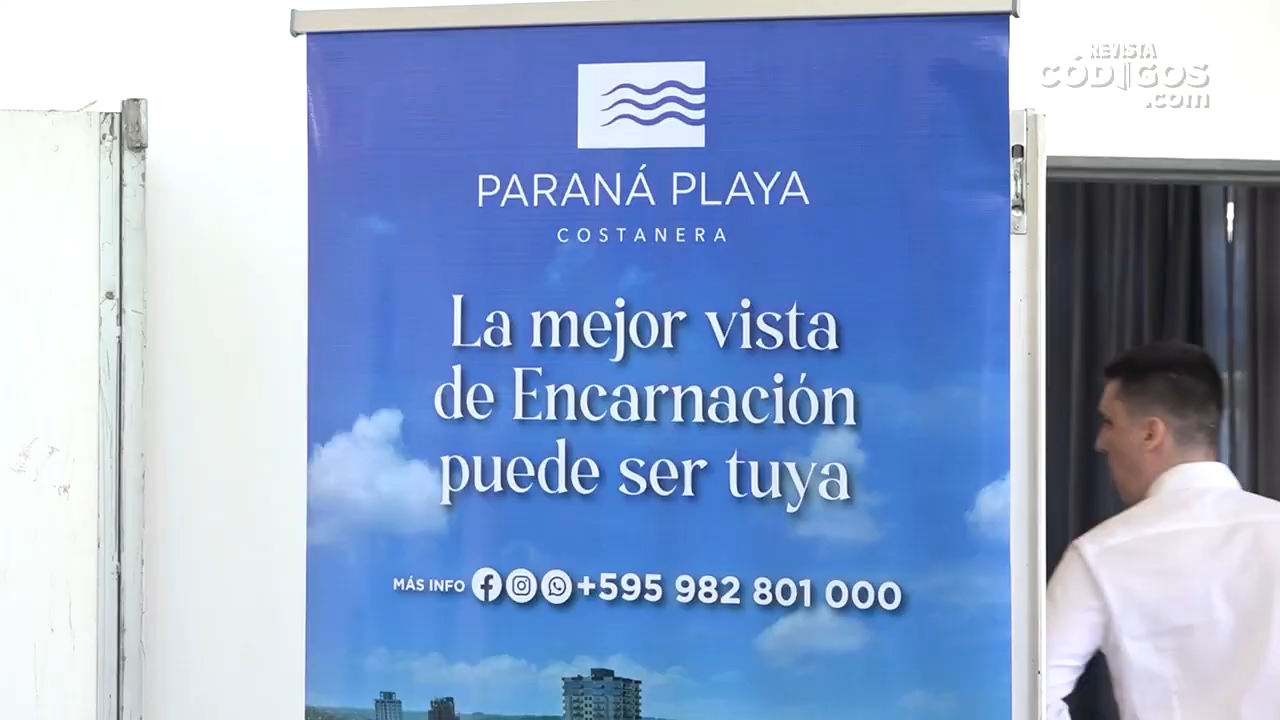 REVISTA
CÓDIGOS
.com
PARANÁ PLAYA
COSTANERA
La mejor vista
de Encarnación
puede ser tuya
MÁS INFO +595 982 801 000